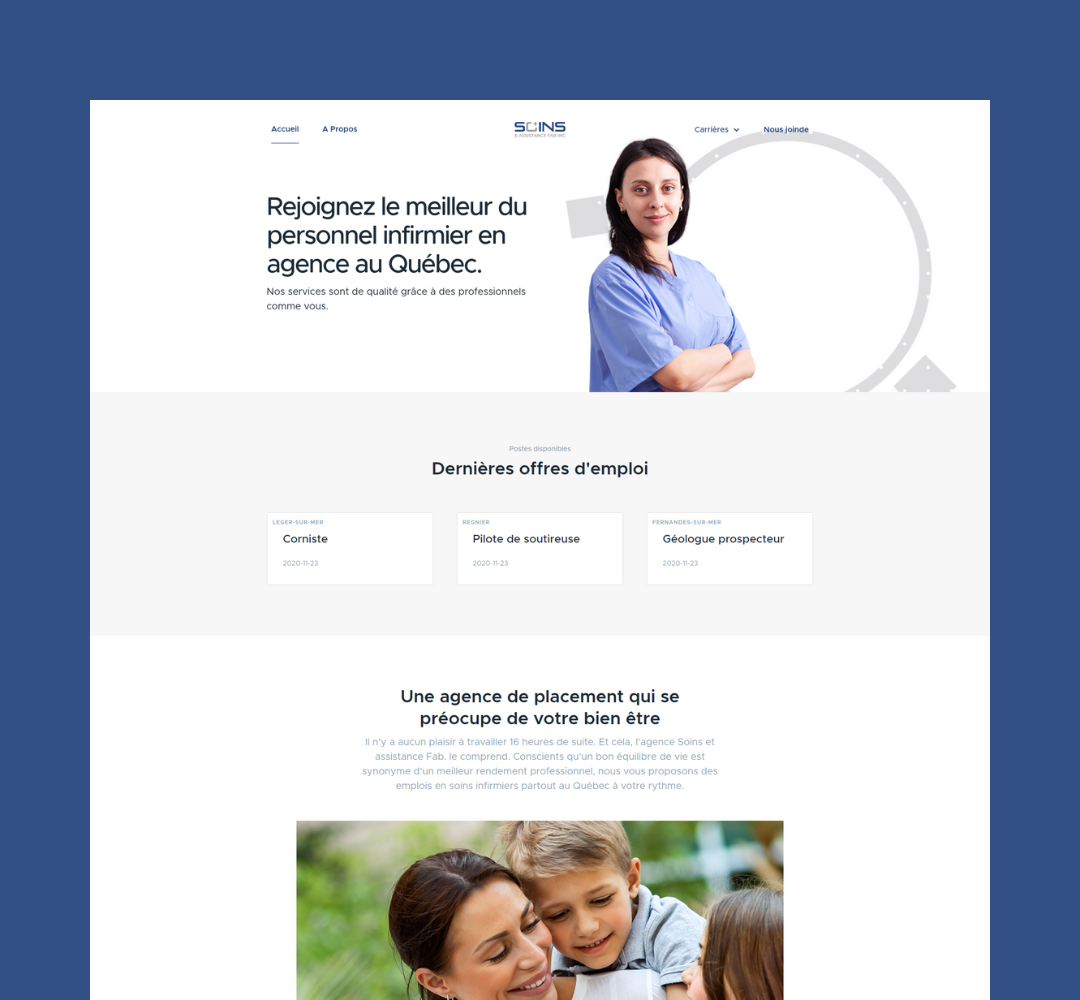 Accueil
A Propos
SOINS
& ASSISTANCE FAB INC
Carrières
Nous joinde
Rejoignez le meilleur du
personnel infirmier en
agence au Québec.
Nos services sont de qualité grâce à des professionnels
comme vous.
Postes disponibles
Dernières offres d'emploi
LEGER-SUR-MER
Corniste
2020-11-23
REGNIER
Pilote de soutireuse
2020-11-23
FERNANDES-SUR-MER
Géologue prospecteur
2020-11-23
Une agence de placement qui se
préocupe de votre bien être
Il n'y a aucun plaisir à travailler 16 heures de suite. Et cela, l'agence Soins et
assistance Fab. le comprend. Conscients qu'un bon équilibre de vie est
synonyme d'un meilleur rendement professionnel, nous vous proposons des
emplois en soins infirmiers partout au Québec à votre rythme.